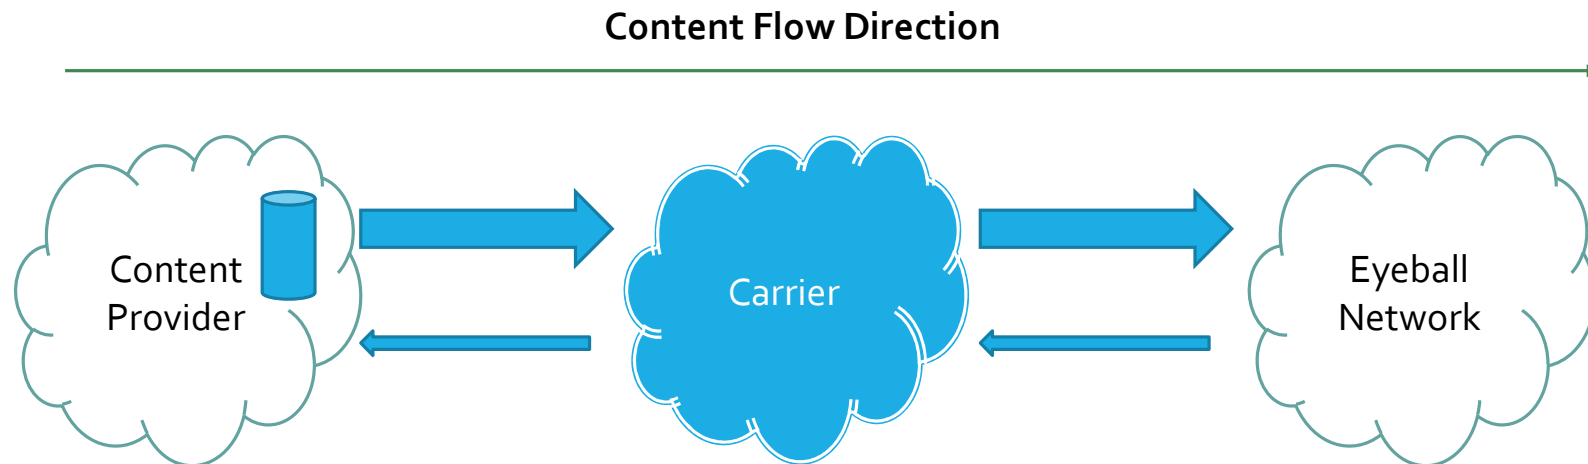 Content Flow Direction
Content
Provider
Carrier
Eyeball
Network